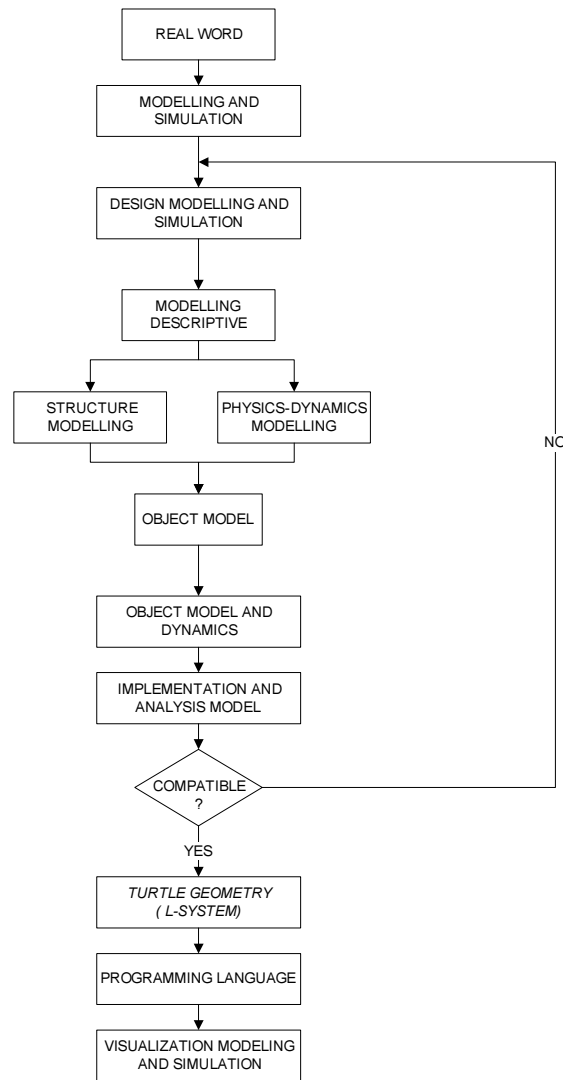 REAL WORD
MODELLING AND
SIMULATION
DESIGN MODELLING AND
SIMULATION
MODELLING
DESCRIPTIVE
STRUCTURE
MODELLING
PHYSICS-DYNAMICS
MODELLING
NO
OBJECT MODEL
OBJECT MODEL AND
DYNAMICS
IMPLEMENTATION AND
ANALYSIS MODEL
COMPATIBLE
?
YES
TURTLE GEOMETRY
( L-SYSTEM)
PROGRAMMING LANGUAGE
VISUALIZATION MODELING
AND SIMULATION